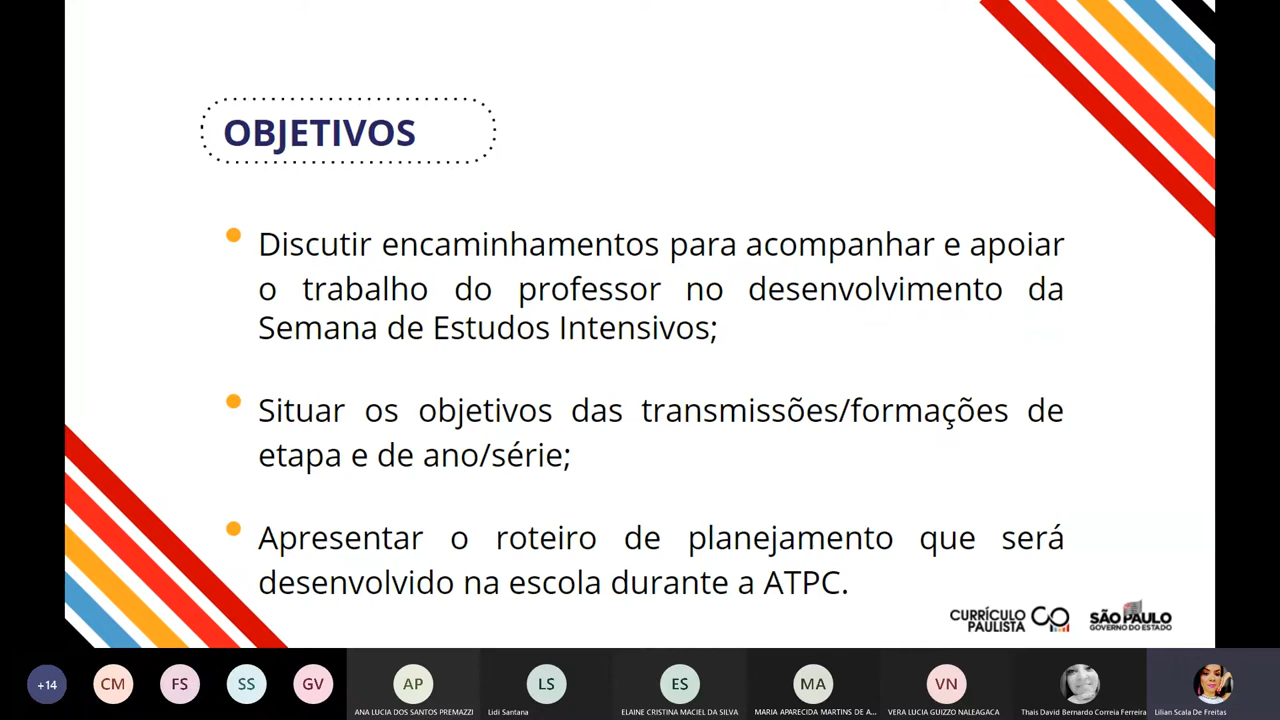 OBJETIVOS
Discutir encaminhamentos para acompanhar e apoiar
o trabalho do professor no desenvolvimento da
Semana de Estudos Intensivos;
Situar os objetivos das transmissões/formações de
etapa e de ano/série;
Apresentar o roteiro de planejamento que será
desenvolvido na escola durante a ATPC.
CURRÍCULO
PAULISTA
SÃO PAULO
GOVERNO DO ESTADO
+14
CM
FS
SS
GV
AP
LS
ES
MA
VN
ANA LUCIA DOS SANTOS PREMAZZI
Lidi Santana
ELAINE CRISTINA MACIEL DA SILVA
MARIA APARECIDA MARTINS DE A...
VERA LUCIA GUIZZO NALEAGACA
Thais David Bernardo Correia Ferreira
Lilian Scala De Freitas